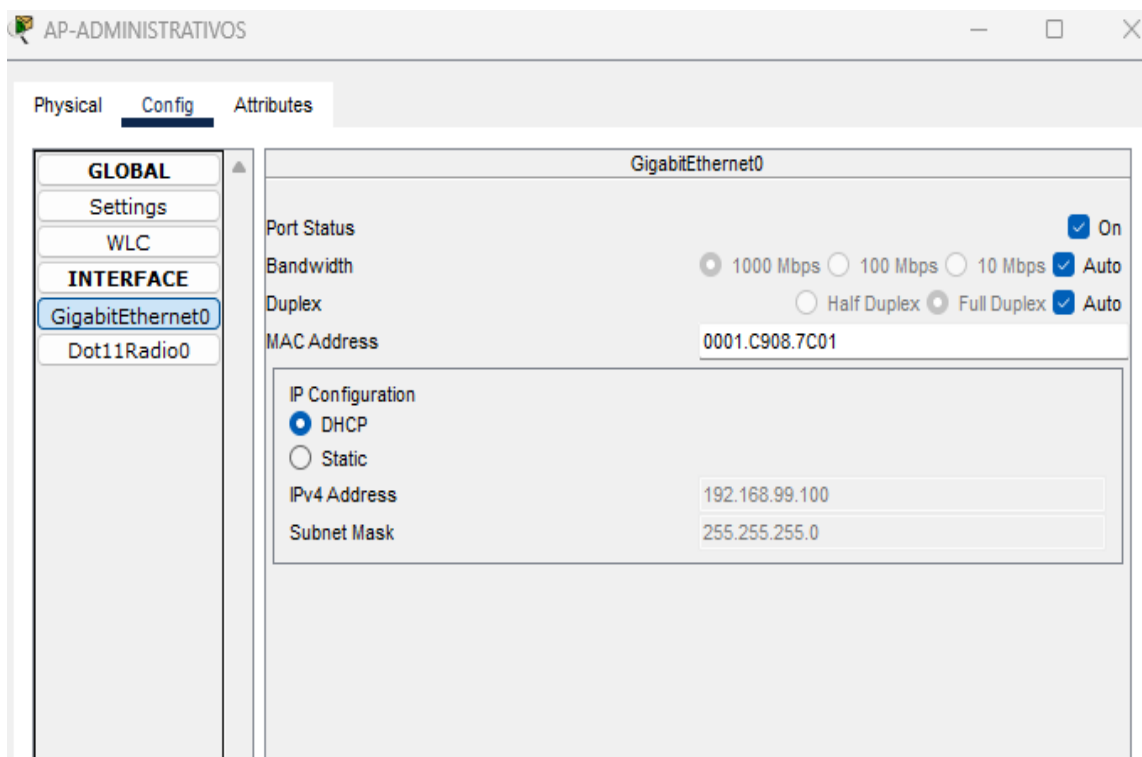 AP-ADMINISTRATIVOS
Physical Config Attributes
GLOBAL
Settings
WLC
INTERFACE
GigabitEthernet0
Dot11Radio0
GigabitEthernet0
Port Status On
Bandwidth 1000 Mbps 100 Mbps 10 Mbps Auto
Duplex Half Duplex Full Duplex Auto
MAC Address 0001.C908.7C01
IP Configuration
DHCP
Static
IPv4 Address 192.168.99.100
Subnet Mask 255.255.255.0